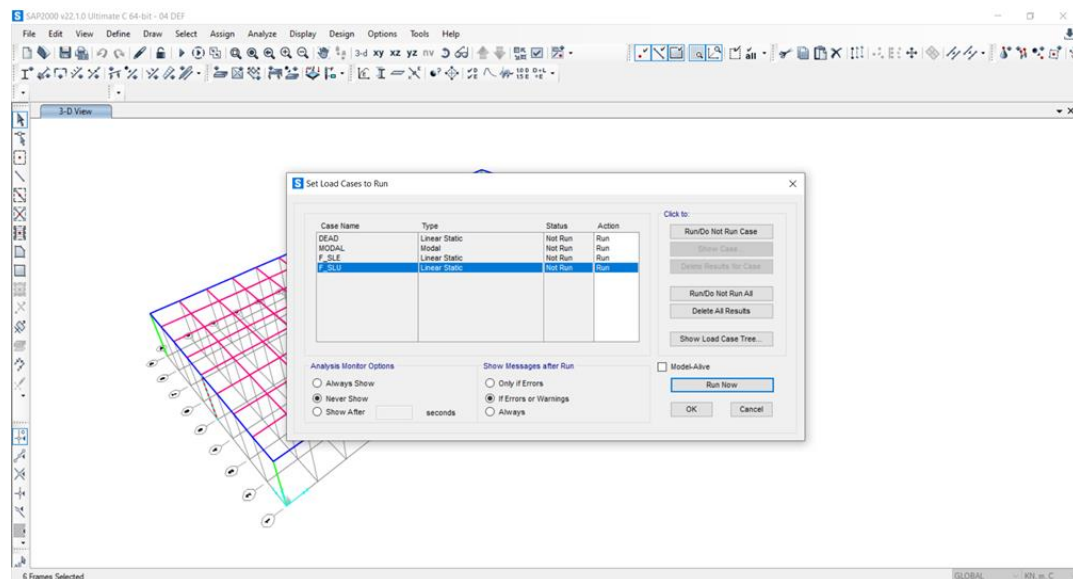 SAP2000 v22.1.0 Ultimate C 64-bit - 04 DEF
File Edit View Define Draw Select Assign Analyze Display Design Options Tools Help
3-d xy xz yz nv
all
3-D View
Set Load Cases to Run
Click to:
Case Name Type Status Action
Run/Do Not Run Case
DEAD Linear Static Not Run Run
MODAL Modal Not Run Run
Show Case...
F_SLE Linear Static Not Run Run
F_SLU Linear Static Not Run Run
Delete Results for Case
Run/Do Not Run All
Delete All Results
Show Load Case Tree...
Analysis Monitor Options
Show Messages after Run
Model-Alive
Always Show
Only if Errors
Run Now
Never Show
If Errors or Warnings
Show After seconds
Always
OK Cancel
6 Frames Selected
GLOBAL KN, m, C